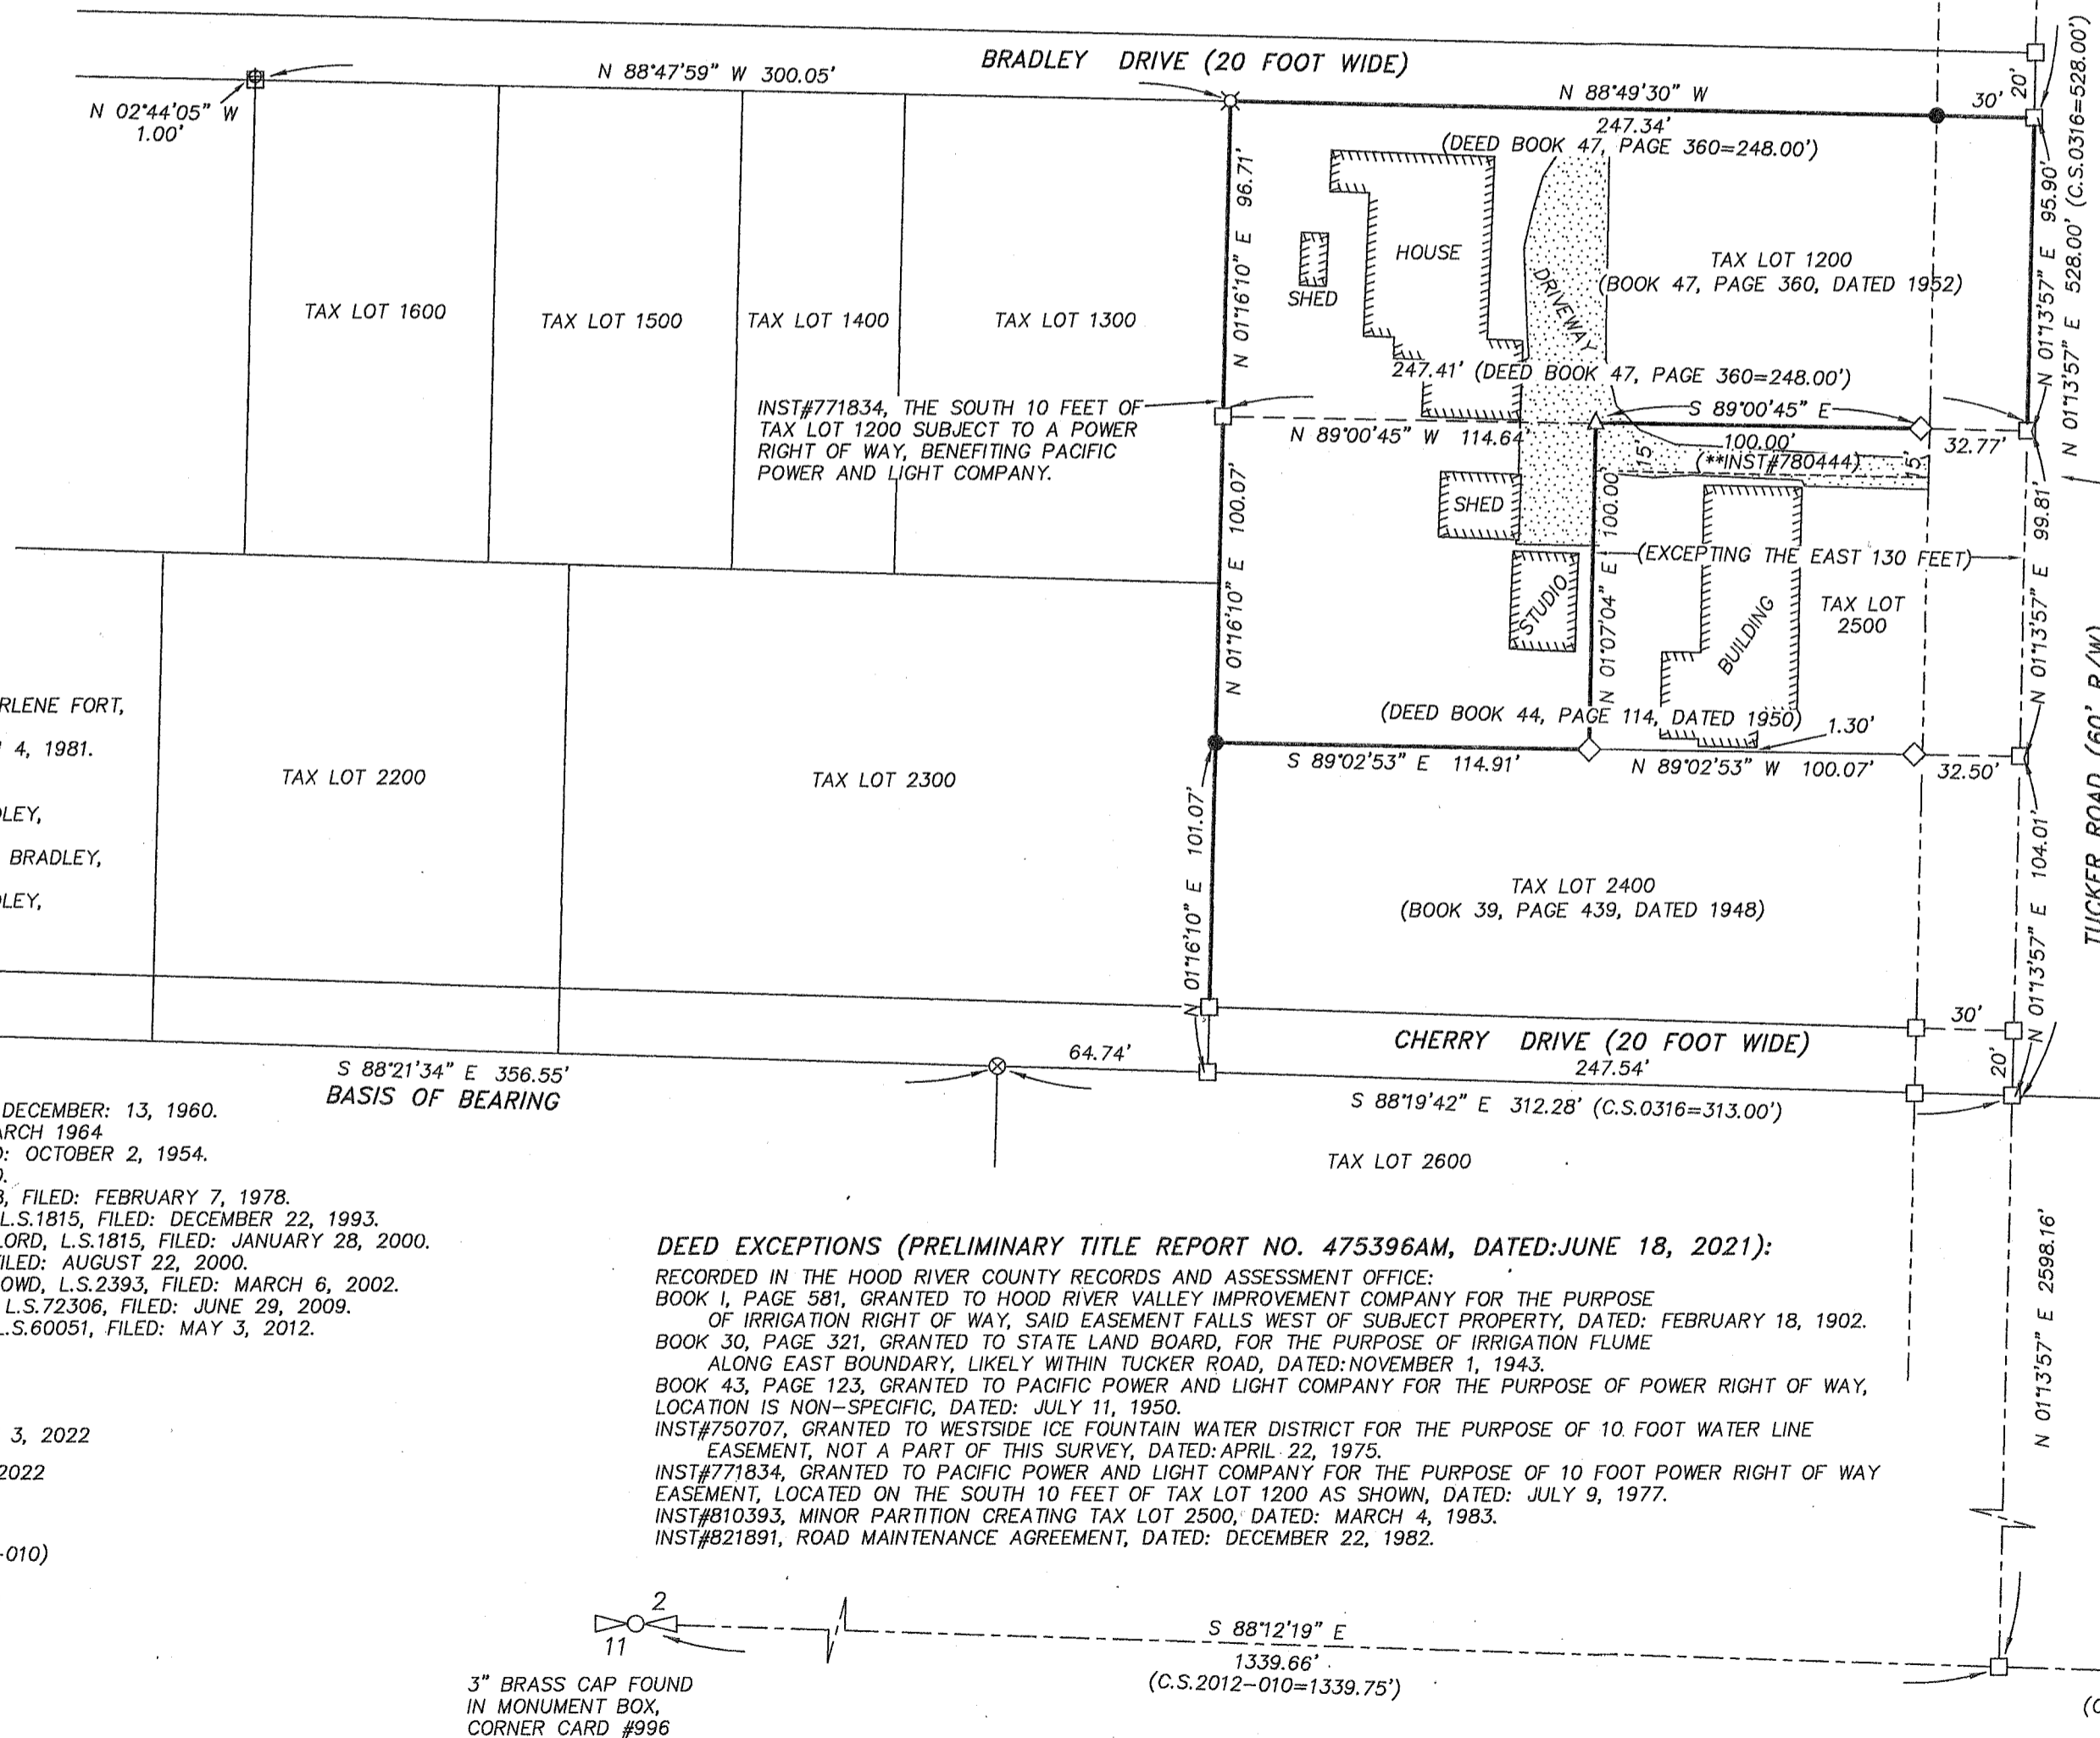 BRADLEY DRIVE (20 FOOT WIDE)
N 88°47'59" W 300.05'
N 02°44'05" W
1.00'
N 88°49'30" W
247.34'
(DEED BOOK 47, PAGE 360=248.00')
30'
20'
N 01°13'57" E 528.00' (C.S.0316=528.00')
N 01°13'57" E 95.90'
N 01°16'10" E 96.71'
HOUSE
SHED
DRIVEWAY
TAX LOT 1200
(BOOK 47, PAGE 360, DATED 1952)
TAX LOT 1600
TAX LOT 1500
TAX LOT 1400
TAX LOT 1300
247.41' (DEED BOOK 47, PAGE 360=248.00')
INST#771834, THE SOUTH 10 FEET OF
TAX LOT 1200 SUBJECT TO A POWER
RIGHT OF WAY, BENEFITING PACIFIC
POWER AND LIGHT COMPANY.
S 89°00'45" E
N 89°00'45" W 114.64'
100.00'
32.77'
(**INST#780444)
15'
15'
SHED
N 01°16'10" E 100.07'
N 01°07'04" E 100.00'
N 01°13'57" E 99.81'
(EXCEPTING THE EAST 130 FEET)
STUDIO
BUILDING
TAX LOT
2500
TUCKER ROAD (60' R/W)
(DEED BOOK 44, PAGE 114, DATED 1950)
1.30'
S 89°02'53" E 114.91'
N 89°02'53" W 100.07'
32.50'
RLENE FORT,
4, 1981.
DLEY,
BRADLEY,
DLEY,
TAX LOT 2200
TAX LOT 2300
N 01°16'10" E 101.07'
N 01°13'57" E 104.01'
TAX LOT 2400
(BOOK 39, PAGE 439, DATED 1948)
30'
20'
CHERRY DRIVE (20 FOOT WIDE)
247.54'
64.74'
S 88°21'34" E 356.55'
BASIS OF BEARING
S 88°19'42" E 312.28' (C.S.0316=313.00')
TAX LOT 2600
DECEMBER: 13, 1960.
ARCH 1964
D: OCTOBER 2, 1954.
0.
8, FILED: FEBRUARY 7, 1978.
L.S.1815, FILED: DECEMBER 22, 1993.
LORD, L.S.1815, FILED: JANUARY 28, 2000.
ILED: AUGUST 22, 2000.
OWD, L.S.2393, FILED: MARCH 6, 2002.
L.S.72306, FILED: JUNE 29, 2009.
L.S.60051, FILED: MAY 3, 2012.
3, 2022
2022
-010)
N 01°13'57" E 2598.16'
DEED EXCEPTIONS (PRELIMINARY TITLE REPORT NO. 475396AM, DATED:JUNE 18, 2021):
RECORDED IN THE HOOD RIVER COUNTY RECORDS AND ASSESSMENT OFFICE:
BOOK I, PAGE 581, GRANTED TO HOOD RIVER VALLEY IMPROVEMENT COMPANY FOR THE PURPOSE
OF IRRIGATION RIGHT OF WAY, SAID EASEMENT FALLS WEST OF SUBJECT PROPERTY, DATED: FEBRUARY 18, 1902.
BOOK 30, PAGE 321, GRANTED TO STATE LAND BOARD, FOR THE PURPOSE OF IRRIGATION FLUME
ALONG EAST BOUNDARY, LIKELY WITHIN TUCKER ROAD, DATED:NOVEMBER 1, 1943.
BOOK 43, PAGE 123, GRANTED TO PACIFIC POWER AND LIGHT COMPANY FOR THE PURPOSE OF POWER RIGHT OF WAY,
LOCATION IS NON-SPECIFIC, DATED: JULY 11, 1950.
INST#750707, GRANTED TO WESTSIDE ICE FOUNTAIN WATER DISTRICT FOR THE PURPOSE OF 10 FOOT WATER LINE
EASEMENT, NOT A PART OF THIS SURVEY, DATED:APRIL 22, 1975.
INST#771834, GRANTED TO PACIFIC POWER AND LIGHT COMPANY FOR THE PURPOSE OF 10 FOOT POWER RIGHT OF WAY
EASEMENT, LOCATED ON THE SOUTH 10 FEET OF TAX LOT 1200 AS SHOWN, DATED: JULY 9, 1977.
INST#810393, MINOR PARTITION CREATING TAX LOT 2500, DATED: MARCH 4, 1983.
INST#821891, ROAD MAINTENANCE AGREEMENT, DATED: DECEMBER 22, 1982.
2
11
S 88°12'19" E
1339.66'
(C.S.2012-010=1339.75')
3" BRASS CAP FOUND
IN MONUMENT BOX,
CORNER CARD #996
(C